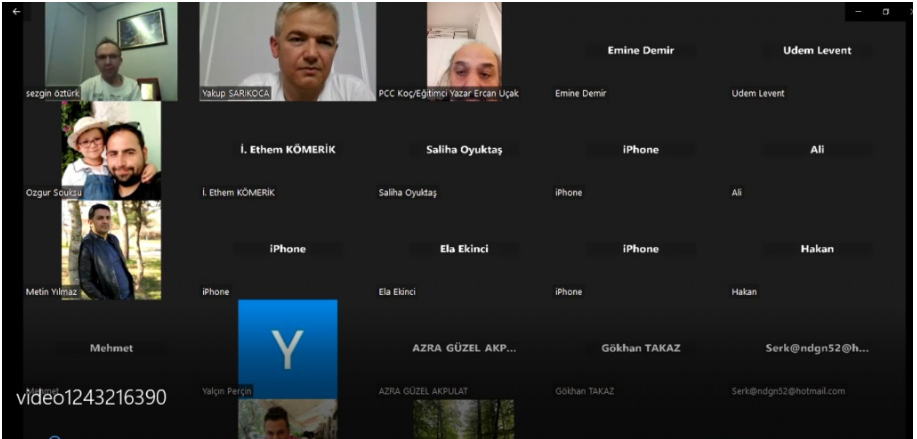 sezgin öztürk
Yakup SARIKOCA
PCC Koç/Eğitimci Yazar Ercan Uçak
Emine Demir
Emine Demir
Udem Levent
Udem Levent
Ozgur Souksu
İ. Ethem KÖMERİK
İ. Ethem KÖMERİK
Saliha Oyuktaş
Saliha Oyuktaş
iPhone
iPhone
Ali
Ali
Metin Yılmaz
iPhone
iPhone
Ela Ekinci
Ela Ekinci
iPhone
iPhone
Hakan
Hakan
Mehmet
Mehmet
Y
Yalçın Perçin
AZRA GÜZEL AKP...
AZRA GÜZEL AKPULAT
Gökhan TAKAZ
Gökhan TAKAZ
Serk@ndgn52@h...
Serk@ndgn52@hotmail.com
video1243216390